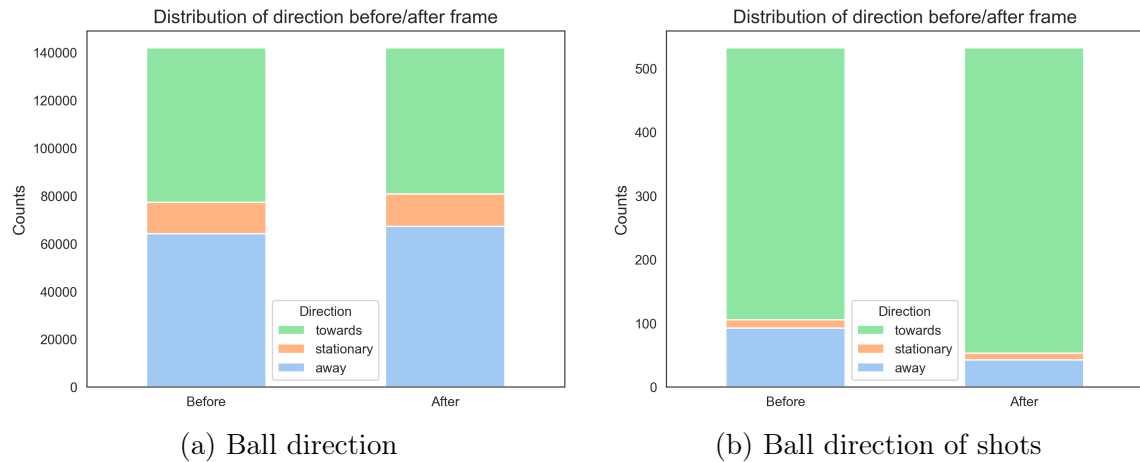 Distribution of direction before/after frame
140000
120000
100000
80000
60000
40000
20000
0
Counts
Direction
towards
stationary
away
Before
After
(a) Ball direction
Distribution of direction before/after frame
500
400
300
200
100
0
Counts
Direction
towards
stationary
away
Before
After
(b) Ball direction of shots